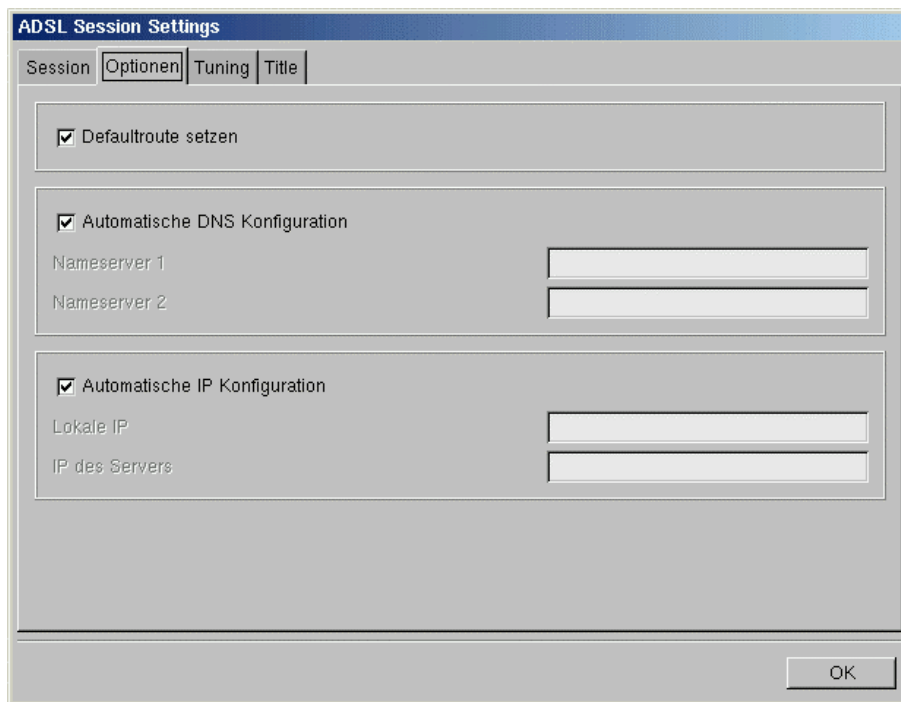 ADSL Session Settings
Session Optionen Tuning Title
Defaultroute setzen
Automatische DNS Konfiguration
Nameserver 1
Nameserver 2
Automatische IP Konfiguration
Lokale IP
IP des Servers
OK